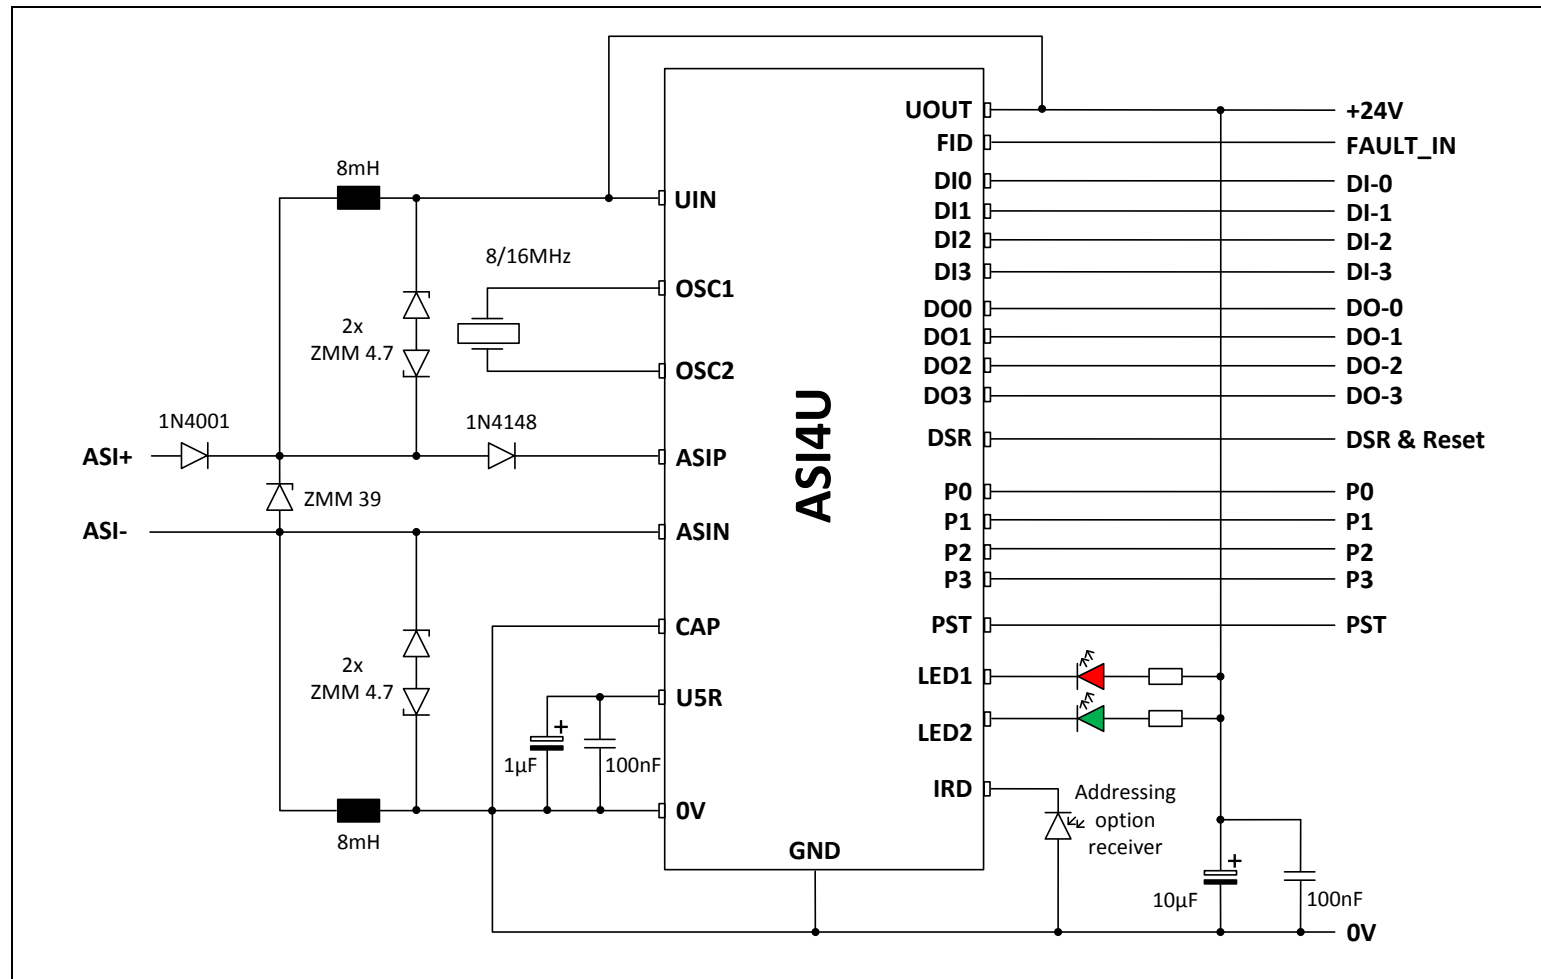 8mH
2x
ZMM 4.7
8/16MHz
1N4001
1N4148
ASI+
ZMM 39
ASI-
2x
ZMM 4.7
1µF
+
100nF
8mH
UIN
OSC1
OSC2
ASIP
ASIN
CAP
U5R
0V
GND
ASI4U
UOUT
FID
DI0
DI1
DI2
DI3
DO0
DO1
DO2
DO3
DSR
P0
P1
P2
P3
PST
LED1
LED2
IRD
+24V
FAULT_IN
DI-0
DI-1
DI-2
DI-3
DO-0
DO-1
DO-2
DO-3
DSR & Reset
P0
P1
P2
P3
PST
Addressing
option
receiver
+
10µF
100nF
0V